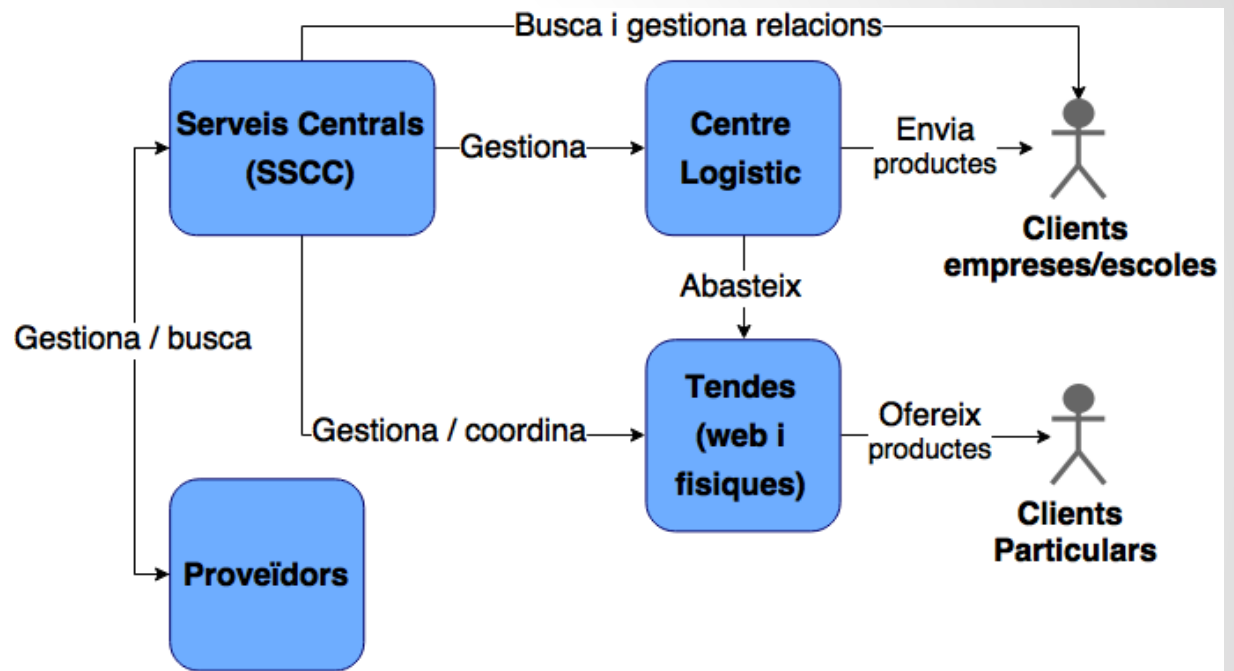 Busca i gestiona relacions
Serveis Centrals
(SSCC)
Gestiona
Centre
Logistic
Envia
productes
Clients
empreses/escoles
Abasteix
Gestiona / busca
Gestiona / coordina
Tendes
(web i
fisiques)
Ofereix
productes
Clients
Particulars
Proveïdors